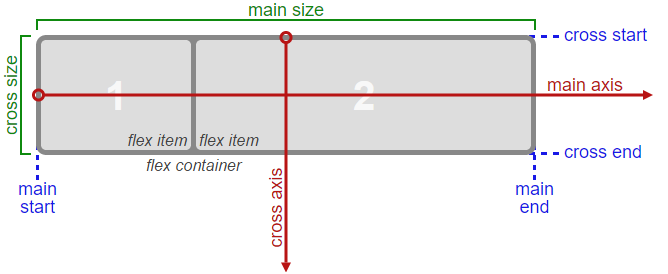 main size
cross start
cross size
1
2
main axis
flex item
flex item
flex container
cross end
cross axis
main
start
main
end